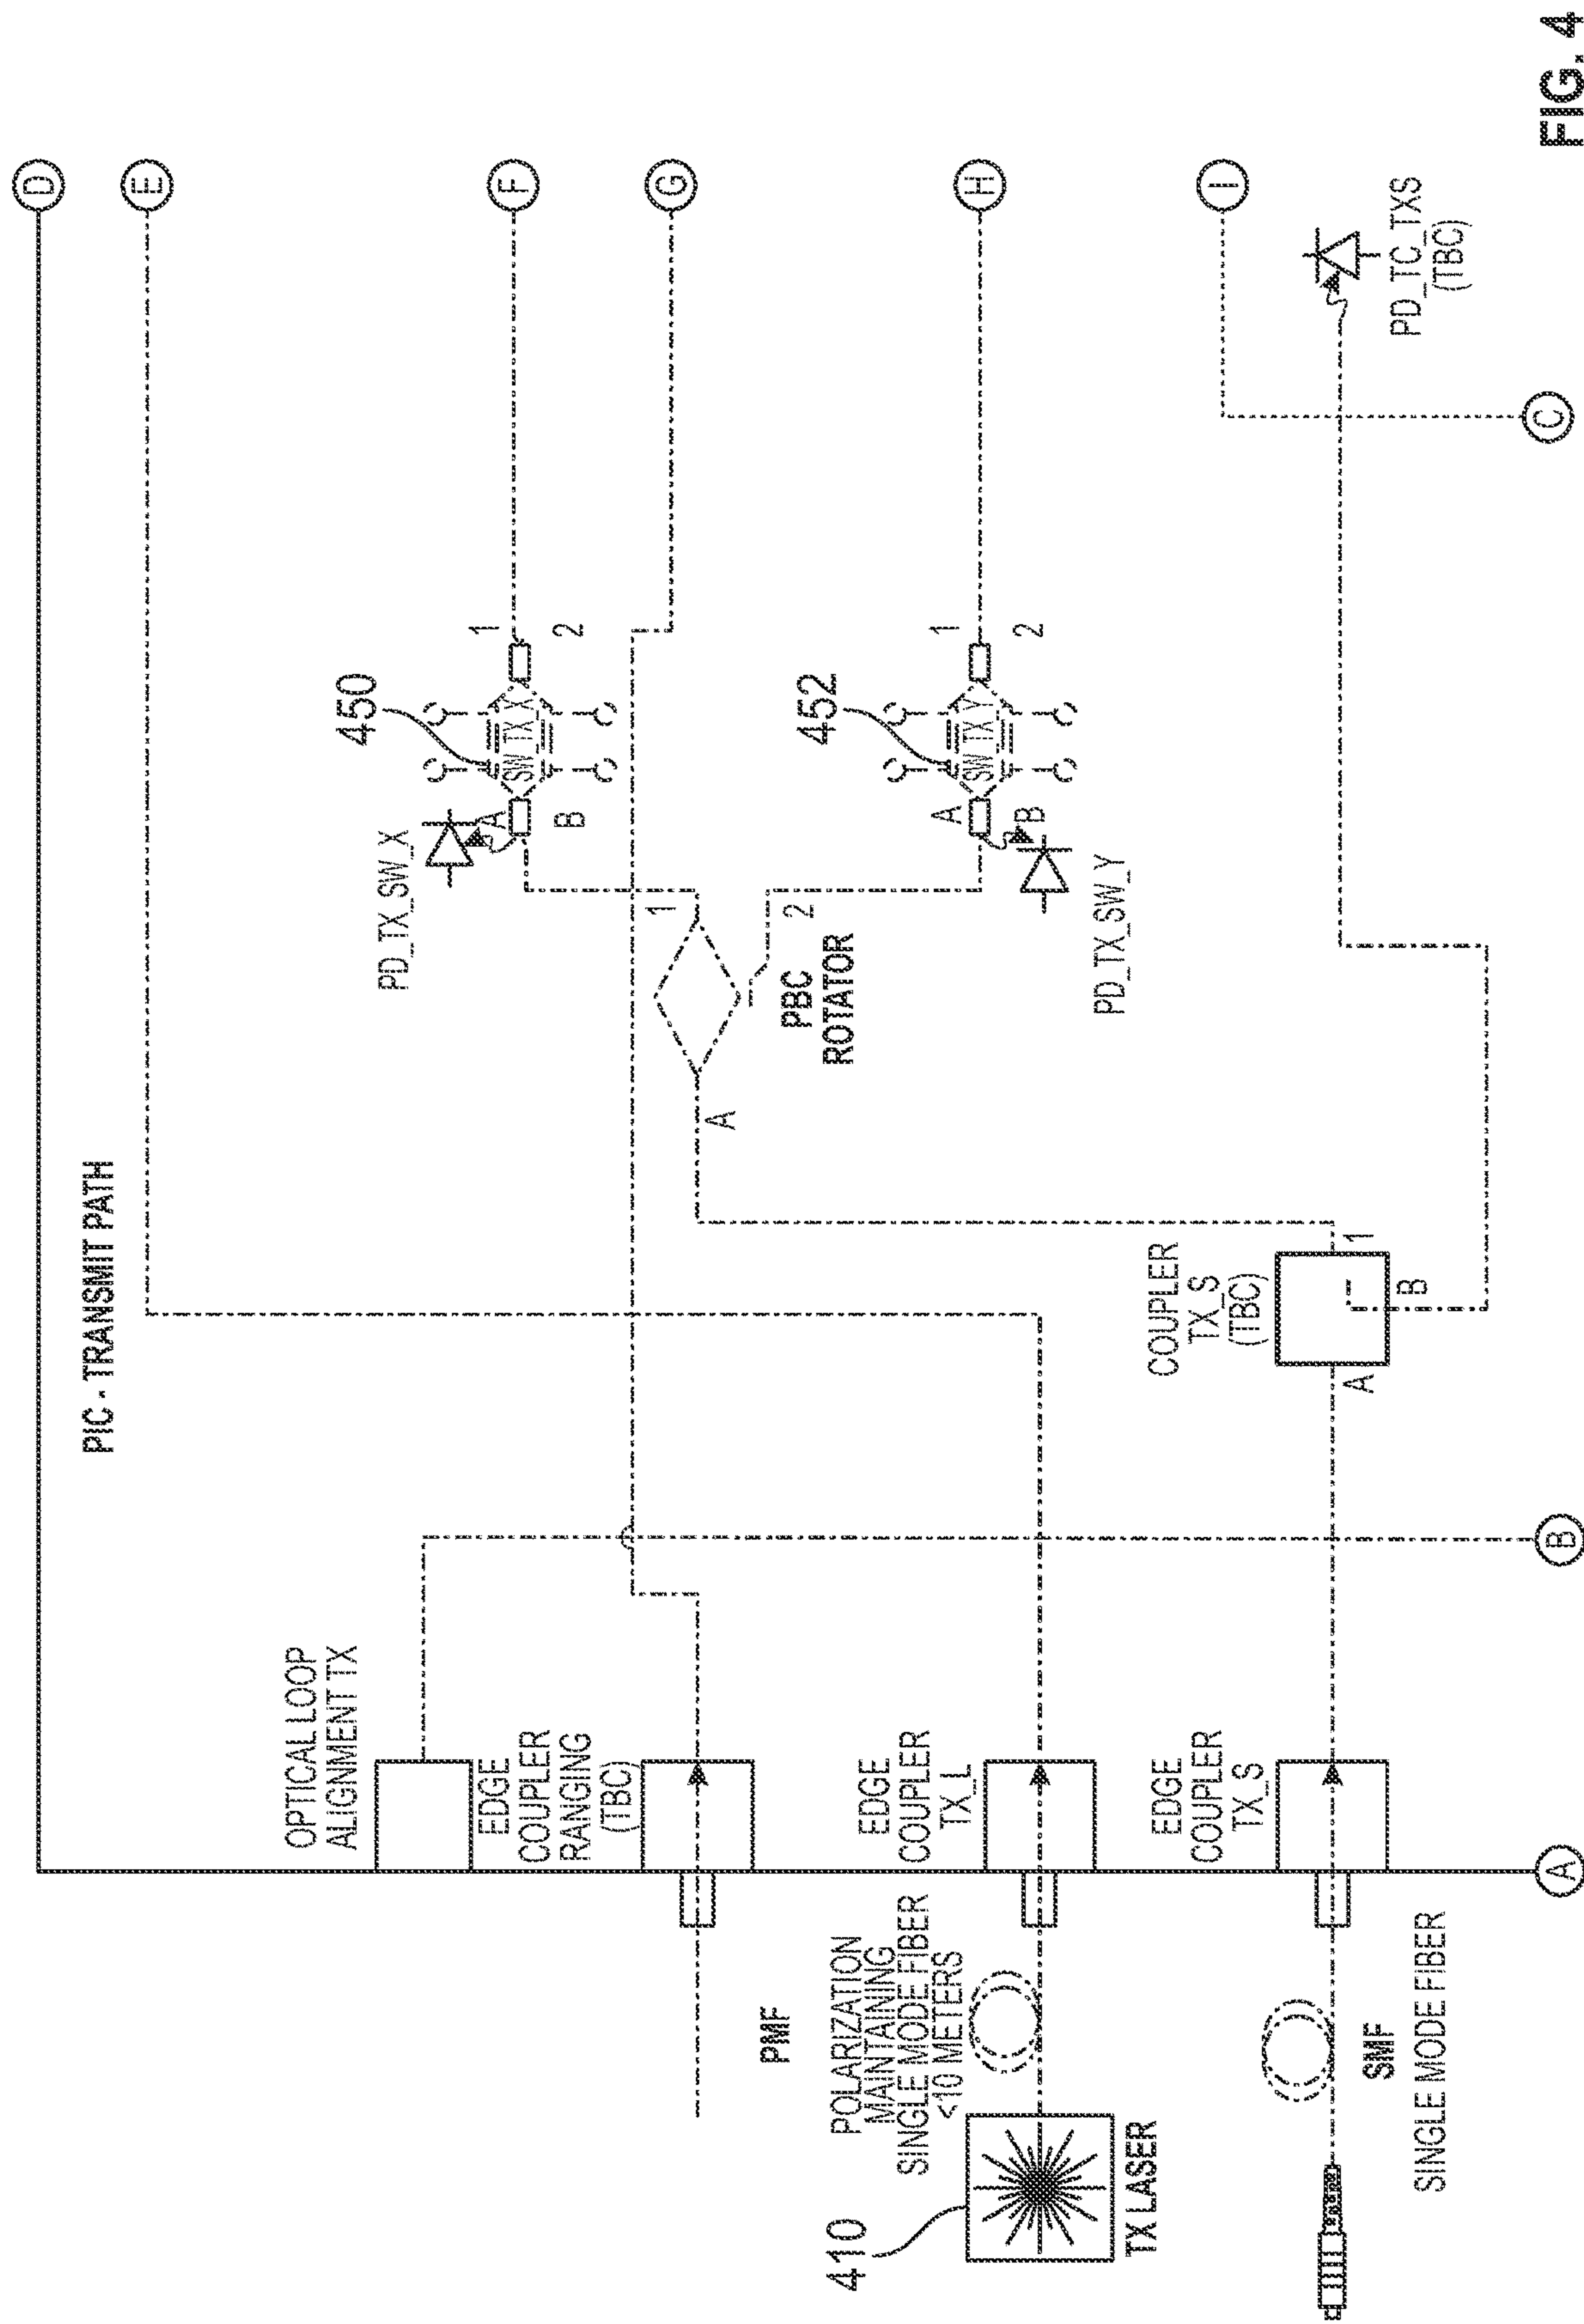 PIC - TRANSMIT PATH
D
E
F
G
H
I
C
B
A
OPTICAL LOOP
ALIGNMENT TX
EDGE
COUPLER
RANGING
(TBC)
PMF
POLARIZATION
MAINTAINING
SINGLE MODE FIBER
<10 METERS
EDGE
COUPLER
TX_L
410
TX LASER
EDGE
COUPLER
TX_S
SMF
SINGLE MODE FIBER
COUPLER
TX_S
(TBC)
A
1
B
A
1
2
PBC
ROTATOR
PD_TX_SW_X
450
A
B
SW_TX_X
1
2
452
A
B
SW_TX_Y
1
2
PD_TX_SW_Y
PD_TC_TXS
(TBC)
FIG. 4